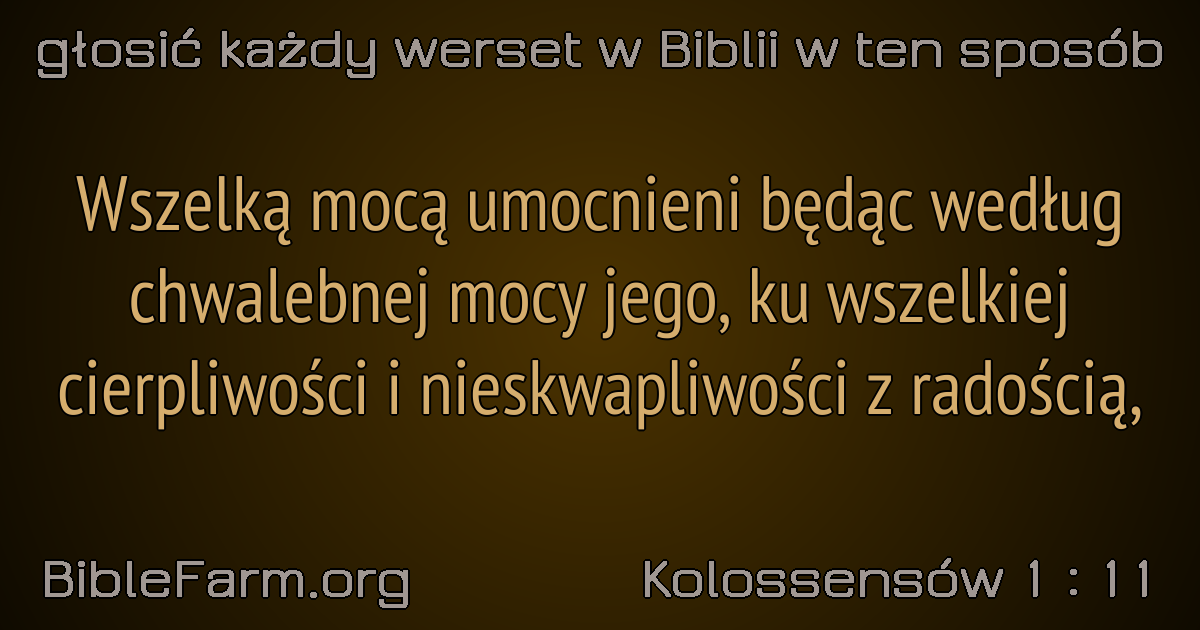 głosić każdy werset w Biblii w ten sposób
Wszelką mocą umocnieni będąc według
chwalebnej mocy jego, ku wszelkiej
cierpliwości i nieskwapliwości z radością,
BibleFarm.org
Kolossensów 1 : 11